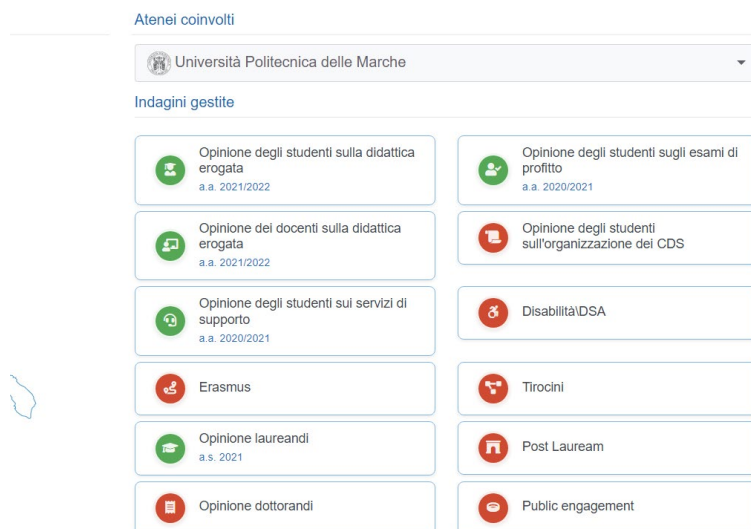 Atenei coinvolti
Università Politecnica delle Marche
Indagini gestite
Opinione degli studenti sulla didattica
erogata
a.a. 2021/2022
Opinione degli studenti sugli esami di
profitto
a.a. 2020/2021
Opinione dei docenti sulla didattica
erogata
a.a. 2021/2022
Opinione degli studenti
sull'organizzazione dei CDS
Opinione degli studenti sui servizi di
supporto
a.a. 2020/2021
Disabilità\DSA
Erasmus
Tirocini
Opinione laureandi
a.s. 2021
Post Lauream
Opinione dottorandi
Public engagement